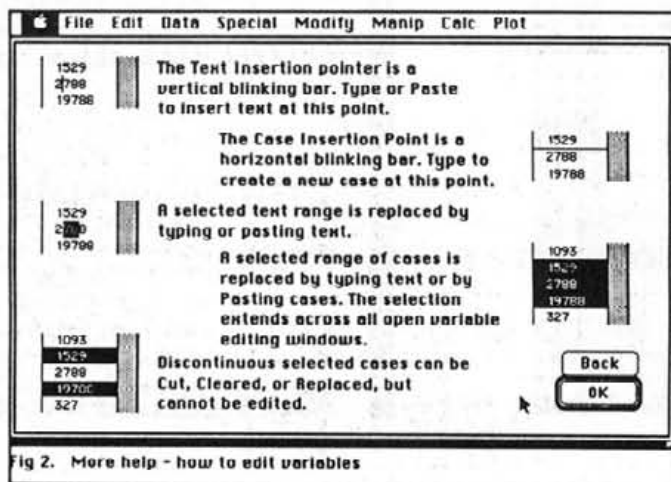 File Edit Data Special Modify Manip Calc Plot
1529
2788
19788
The Text Insertion pointer is a
vertical blinking bar. Type or Paste
to insert text at this point.
The Case Insertion Point is a
horizontal blinking bar. Type to
create a new case at this point.
1529
2788
19788
1529
19788
A selected text range is replaced by
typing or pasting text.
A selected range of cases is
replaced by typing text or by
Pasting cases. The selection
extends across all open variable
editing windows.
1093
1529
2788
19788
327
1093
1529
2788
19788
327
Discontinuous selected cases can be
Cut, Cleared, or Replaced, but
cannot be edited.
Back
OK
Fig 2. More help - how to edit variables